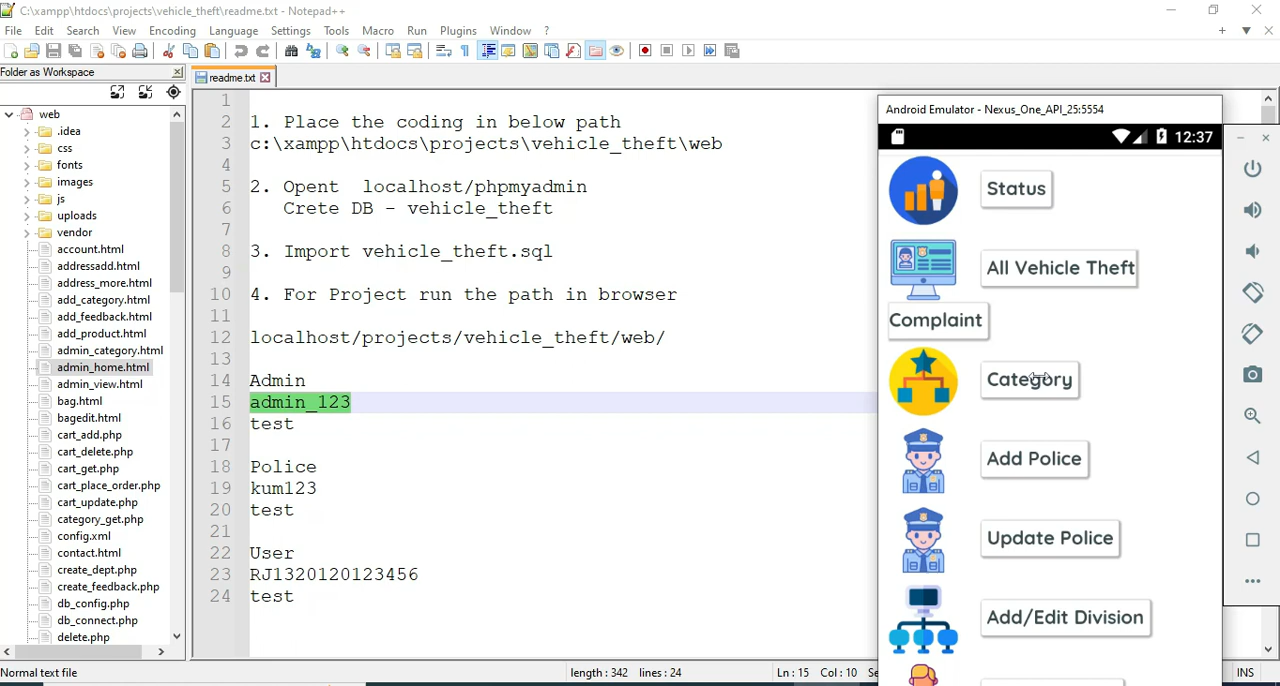 C:\xampp\htdocs\projects\vehicle_theft\readme.txt - Notepad++
File Edit Search View Encoding Language Settings Tools Macro Run Plugins Window ?
Folder as Workspace
web
.idea
css
fonts
images
js
uploads
vendor
account.html
addressadd.html
address_more.html
add_category.html
add_feedback.html
add_product.html
admin_category.html
admin_home.html
admin_view.html
bag.html
bagedit.html
cart_add.php
cart_delete.php
cart_get.php
cart_place_order.php
cart_update.php
category_get.php
config.xml
contact.html
create_dept.php
create_feedback.php
db_config.php
db_connect.php
delete.php
readme.txt
1
2 1. Place the coding in below path
3 c:\xampp\htdocs\projects\vehicle_theft\web
4
5 2. Opent localhost/phpmyadmin
6 Crete DB - vehicle_theft
7
8 3. Import vehicle_theft.sql
9
10 4. For Project run the path in browser
11
12 localhost/projects/vehicle_theft/web/
13
14 Admin
15 admin_123
16 test
17
18 Police
19 kum123
20 test
21
22 User
23 RJ1320120123456
24 test
Android Emulator - Nexus_One_API_25:5554
12:37
Status
All Vehicle Theft
Complaint
Category
Add Police
Update Police
Add/Edit Division
Normal text file length : 342 lines : 24 Ln : 15 Col : 10 Se INS